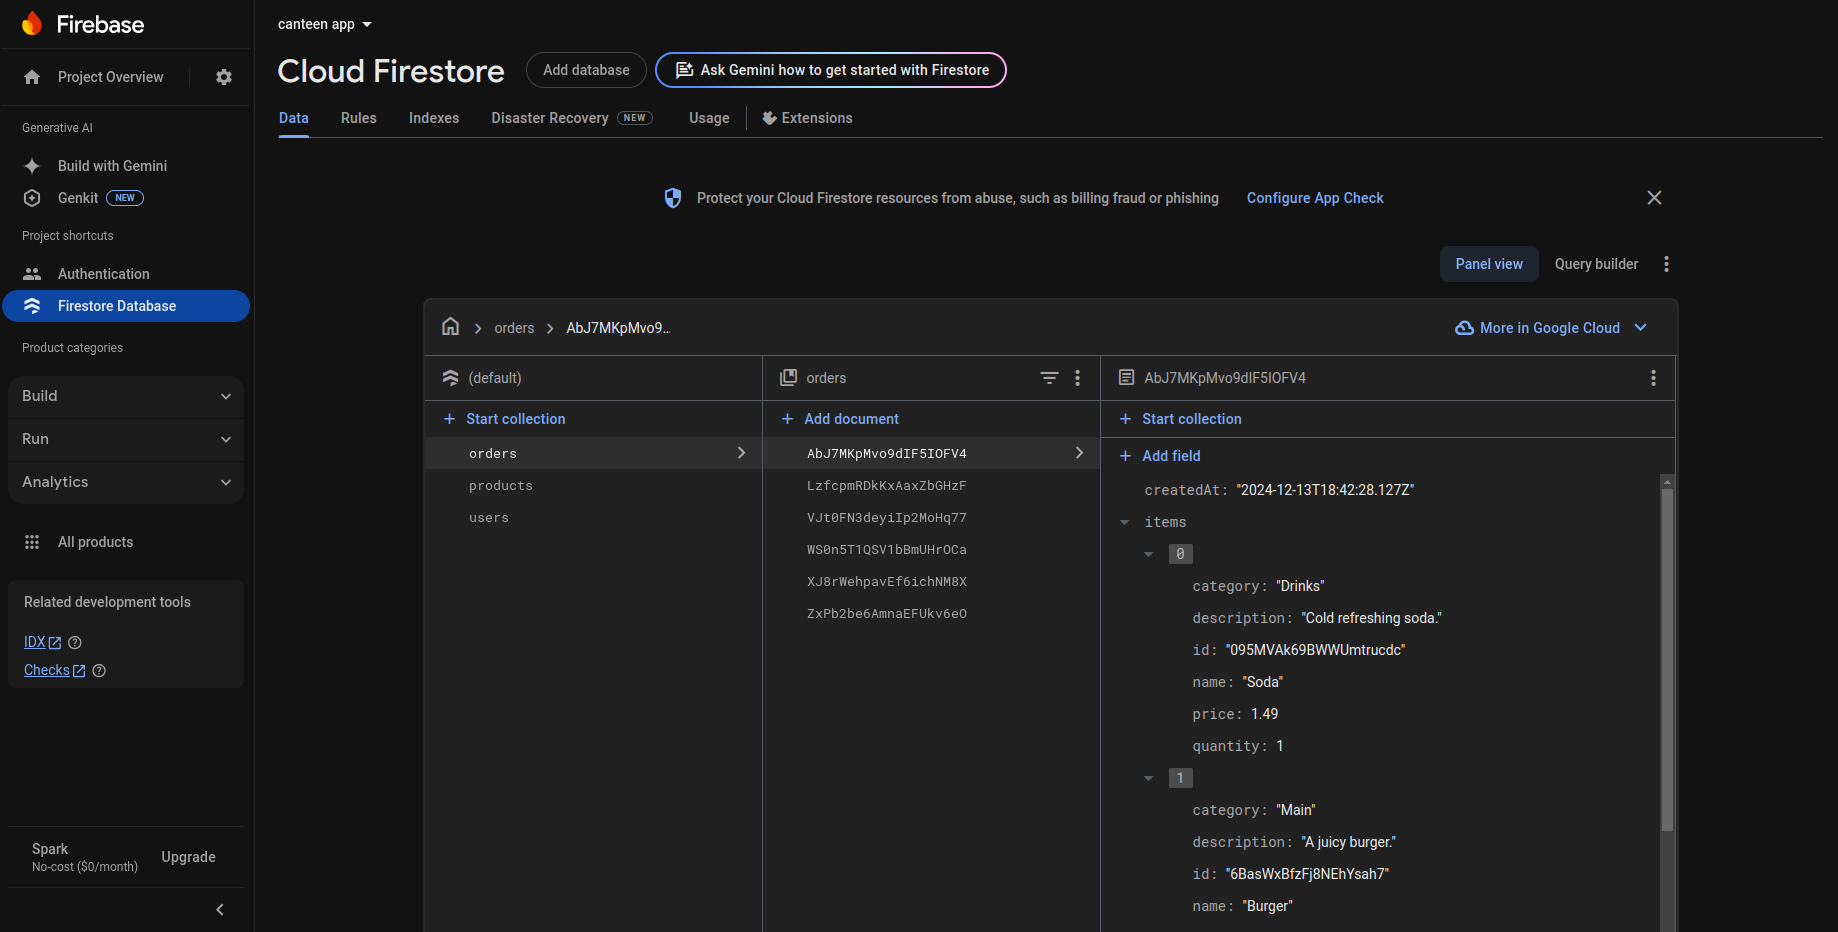 Firebase
Project Overview
Generative AI
Build with Gemini
Genkit NEW
Project shortcuts
Authentication
Firestore Database
Product categories
Build
Run
Analytics
All products
Related development tools
IDX
Checks
Spark
No-cost ($0/month)
Upgrade
canteen app
Cloud Firestore
Add database
Ask Gemini how to get started with Firestore
Data Rules Indexes Disaster Recovery NEW Usage Extensions
Protect your Cloud Firestore resources from abuse, such as billing fraud or phishing Configure App Check
Panel view Query builder
orders AbJ7MKpMvo9...
More in Google Cloud
(default)
Start collection
orders
products
users
orders
Add document
AbJ7MKpMvo9dIF5IOFV4
LzfcpmRDkKxAaxZbGHzF
VJt0FN3deyiIp2MoHq77
WS0n5T1QSV1bBmUHrOCa
XJ8rWehpavEf6ichNM8X
ZxPb2be6AmnaEFUkv6eO
AbJ7MKpMvo9dIF5IOFV4
Start collection
Add field
createdAt: "2024-12-13T18:42:28.127Z"
items
0
category: "Drinks"
description: "Cold refreshing soda."
id: "095MVAk69BWWUmtrucdc"
name: "Soda"
price: 1.49
quantity: 1
1
category: "Main"
description: "A juicy burger."
id: "6BasWxBfzFj8NEhYsah7"
name: "Burger"